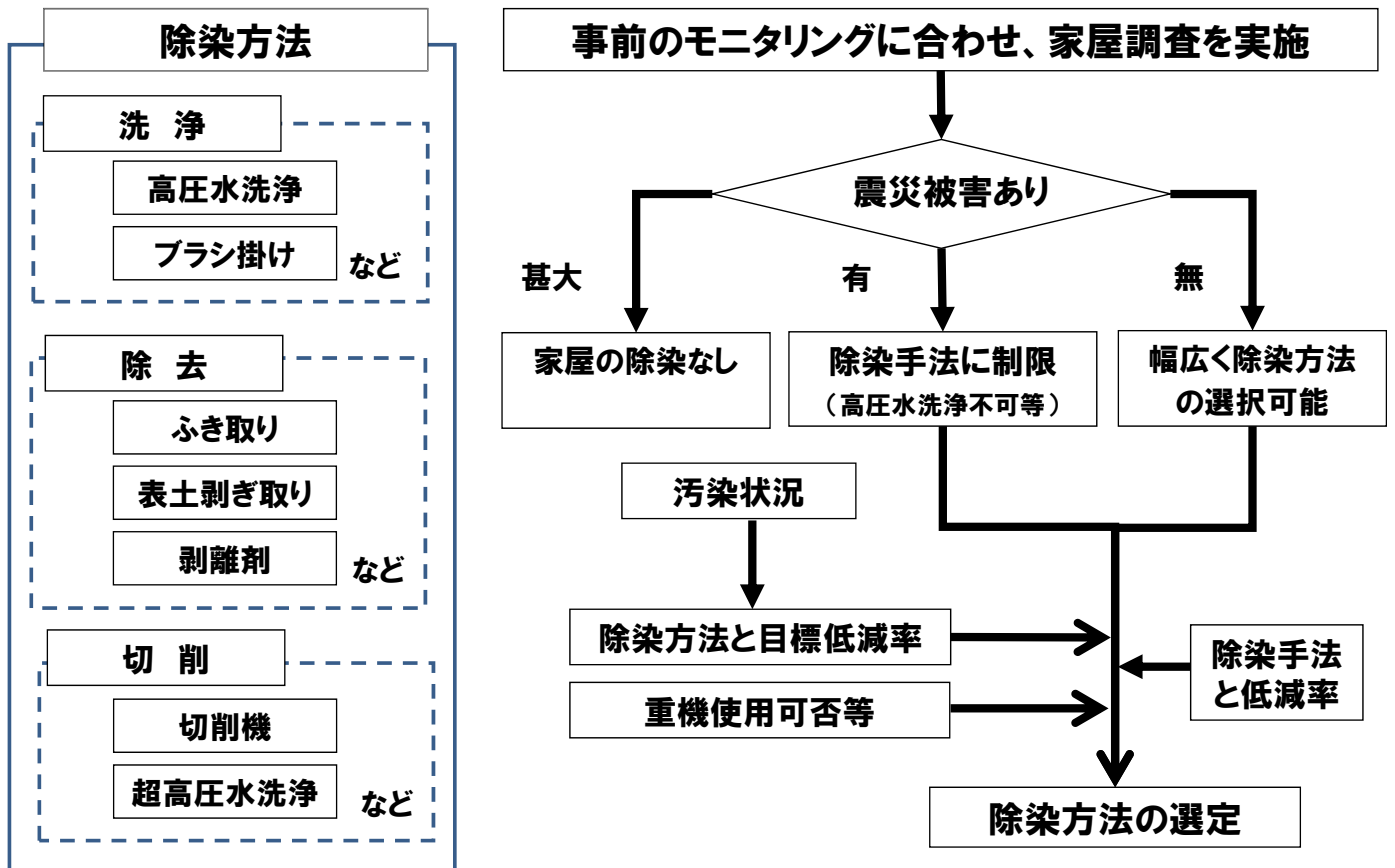 除染方法
洗 浄
高圧水洗浄
ブラシ掛け
など
除 去
ふき取り
表土剥ぎ取り
剥離剤
など
切 削
切削機
超高圧水洗浄
など
事前のモニタリングに合わせ、家屋調査を実施
震災被害あり
甚大
有
無
家屋の除染なし
除染手法に制限
（高圧水洗浄不可等）
幅広く除染方法
の選択可能
汚染状況
除染方法と目標低減率
重機使用可否等
除染手法
と低減率
除染方法の選定